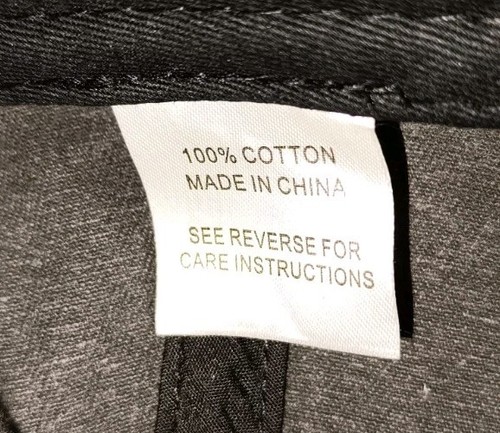 100% COTTON
MADE IN CHINA
SEE REVERSE FOR
CARE INSTRUCTIONS